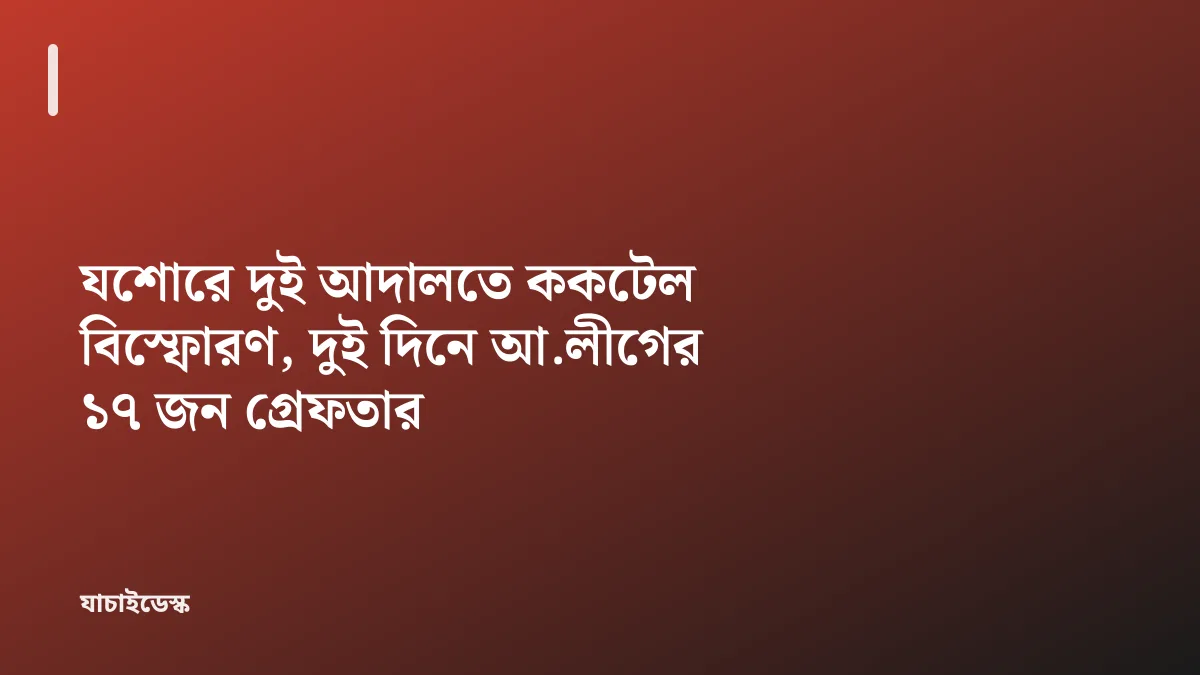 যশোরে দুই আদালতে ককটেল
বিস্ফোরণ, দুই দিনে আ.লীগের
১৭ জন গ্রেফতার
যাচাইডেস্ক